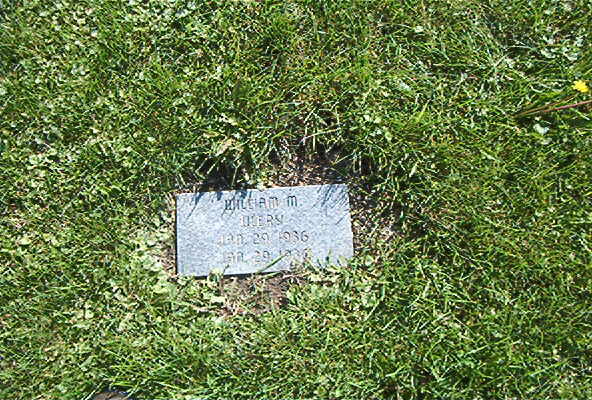 WILLIAM M.
ULERY
JAN. 29, 1936
JAN. 29,